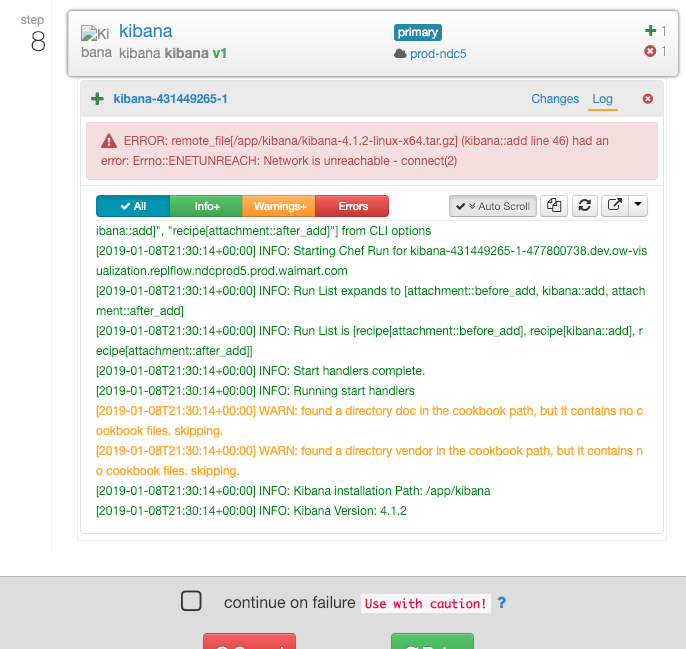 step
8
Ki
bana
kibana
kibana kibana v1
primary
prod-ndc5
1
1
kibana-431449265-1
Changes
Log
ERROR: remote_file[/app/kibana/kibana-4.1.2-linux-x64.tar.gz] (kibana::add line 46) had an
error: Errno::ENETUNREACH: Network is unreachable - connect(2)
All
Info+
Warnings+
Errors
Auto Scroll
ibana::add]", "recipe[attachment::after_add]"] from CLI options
[2019-01-08T21:30:14+00:00] INFO: Starting Chef Run for kibana-431449265-1-477800738.dev.ow-vis
ualization.replflow.ndcprod5.prod.walmart.com
[2019-01-08T21:30:14+00:00] INFO: Run List expands to [attachment::before_add, kibana::add, attach
ment::after_add]
[2019-01-08T21:30:14+00:00] INFO: Run List is [recipe[attachment::before_add], recipe[kibana::add], r
ecipe[attachment::after_add]]
[2019-01-08T21:30:14+00:00] INFO: Start handlers complete.
[2019-01-08T21:30:14+00:00] INFO: Running start handlers
[2019-01-08T21:30:14+00:00] WARN: found a directory doc in the cookbook path, but it contains no c
ookbook files. skipping.
[2019-01-08T21:30:14+00:00] WARN: found a directory vendor in the cookbook path, but it contains n
o cookbook files. skipping.
[2019-01-08T21:30:14+00:00] INFO: Kibana installation Path: /app/kibana
[2019-01-08T21:30:14+00:00] INFO: Kibana Version: 4.1.2
continue on failure Use with caution! ?